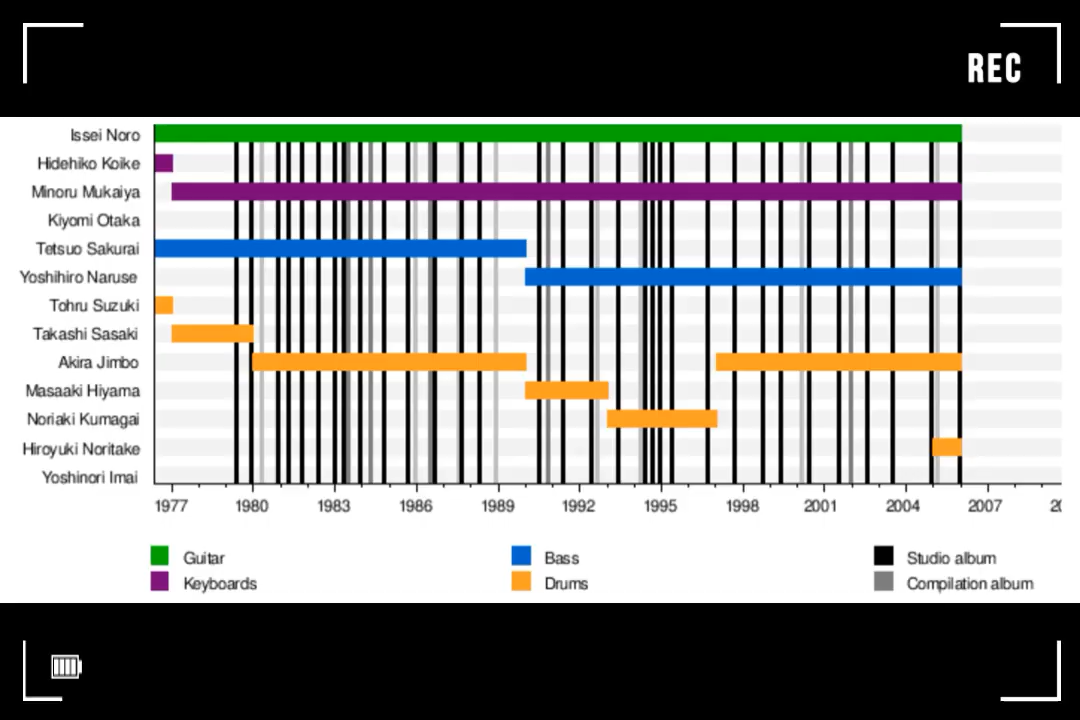 REC
Issei Noro
Hidehiko Koike
Minoru Mukaiya
Kiyomi Otaka
Tetsuo Sakurai
Yoshihiro Naruse
Tohru Suzuki
Takashi Sasaki
Akira Jimbo
Masaaki Hiyama
Noriaki Kumagai
Hiroyuki Noritake
Yoshinori Imai
1977 1980 1983 1986 1989 1992 1995 1998 2001 2004 2007
Guitar Bass Studio album
Keyboards Drums Compilation album